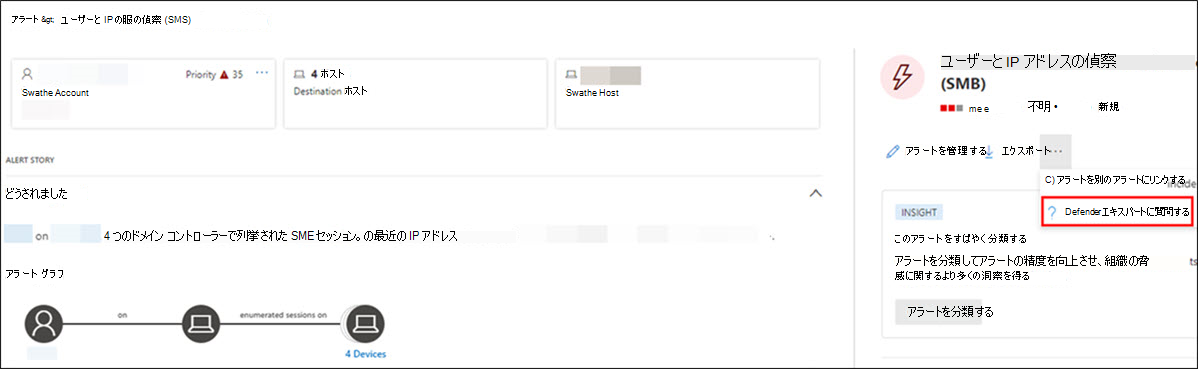 アラート &gt; ユーザーと IP の服の偵察 (SMS)
Priority 35 ···
Swathe Account
4 ホスト
Destination ホスト
Swathe Host
ALERT STORY
どうされました
on 4 つのドメイン コントローラーで列挙された SME セッション。の最近の IP アドレス
アラート グラフ
on
enumerated sessions on
4 Devices
ユーザーと IP アドレスの偵察
(SMB)
mee 不明 • 新規
アラートを管理する エクスポート ···
C) アラートを別のアラートにリンクする
incide
? Defenderエキスパートに質問する
INSIGHT
このアラートをすばやく分類する
アラートを分類してアラートの精度を向上させ、組織の脅
ts
威に関するより多くの洞察を得る
アラートを分類する